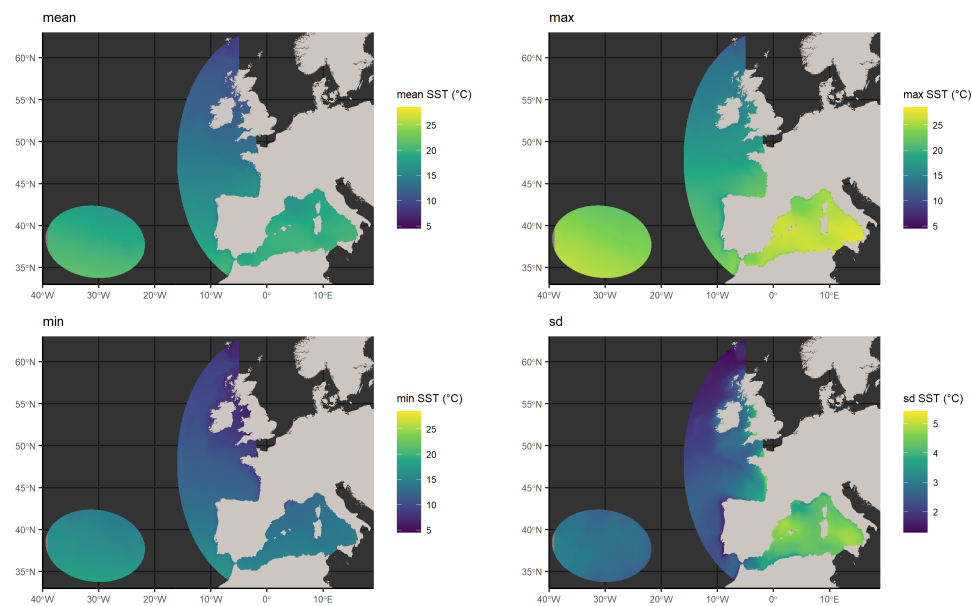 mean
max
60°N
55°N
50°N
45°N
40°N
35°N
40°W
30°W
20°W
10°W
0°
10°E
mean SST (°C)
25
20
15
10
5
60°N
55°N
50°N
45°N
40°N
35°N
40°W
30°W
20°W
10°W
0°
10°E
max SST (°C)
25
20
15
10
5
min
sd
60°N
55°N
50°N
45°N
40°N
35°N
40°W
30°W
20°W
10°W
0°
10°E
min SST (°C)
25
20
15
10
5
60°N
55°N
50°N
45°N
40°N
35°N
40°W
30°W
20°W
10°W
0°
10°E
sd SST (°C)
5
4
3
2